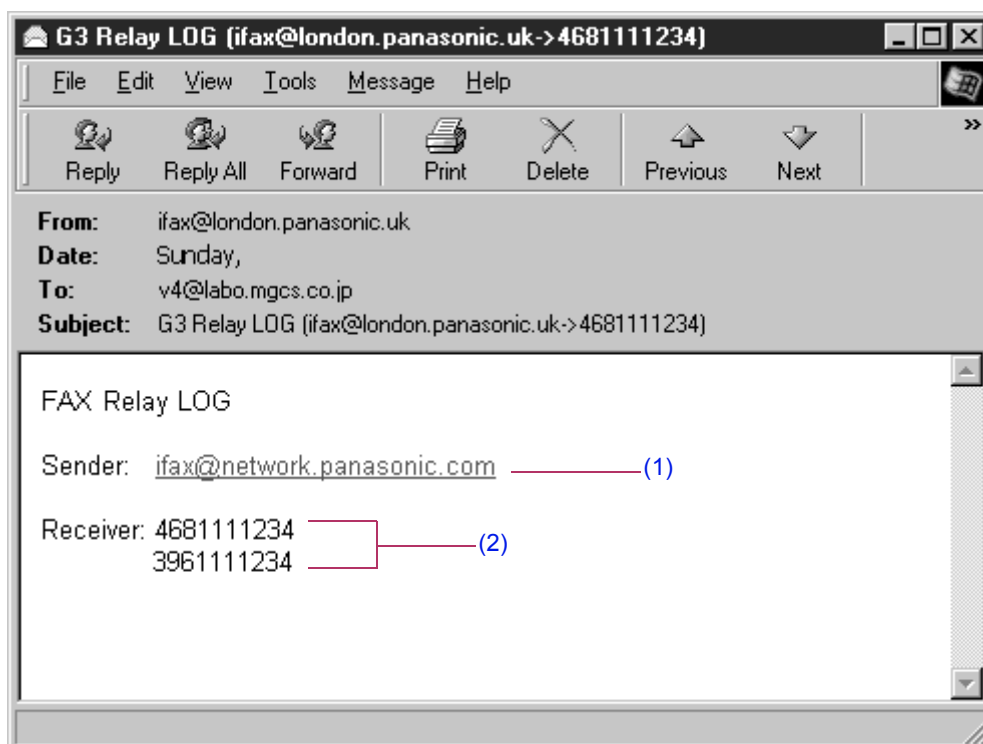 G3 Relay LOG (ifax@london.panasonic.uk->4681111234)
File Edit View Tools Message Help
Reply Reply All Forward Print Delete Previous Next »
From: ifax@london.panasonic.uk
Date: Sunday,
To: v4@labo.mgcs.co.jp
Subject: G3 Relay LOG (ifax@london.panasonic.uk->4681111234)
FAX Relay LOG
Sender: ifax@network.panasonic.com (1)
Receiver: 4681111234
(2)
3961111234